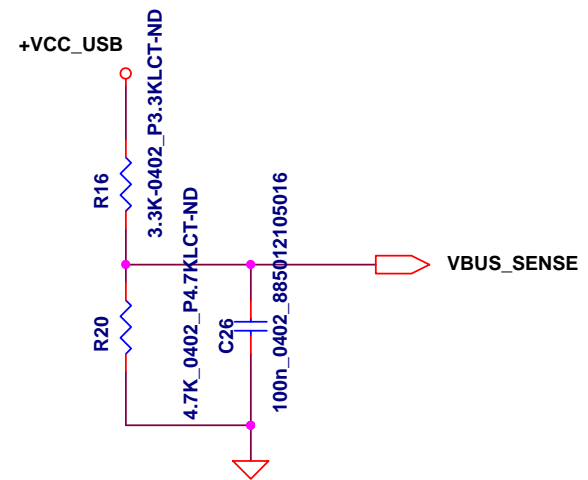 +VCC_USB
R16
3.3K-0402_P3.3KLCT-ND
VBUS_SENSE
R20
4.7K_0402_P4.7KLCT-ND
C26
100n_0402_885012105016